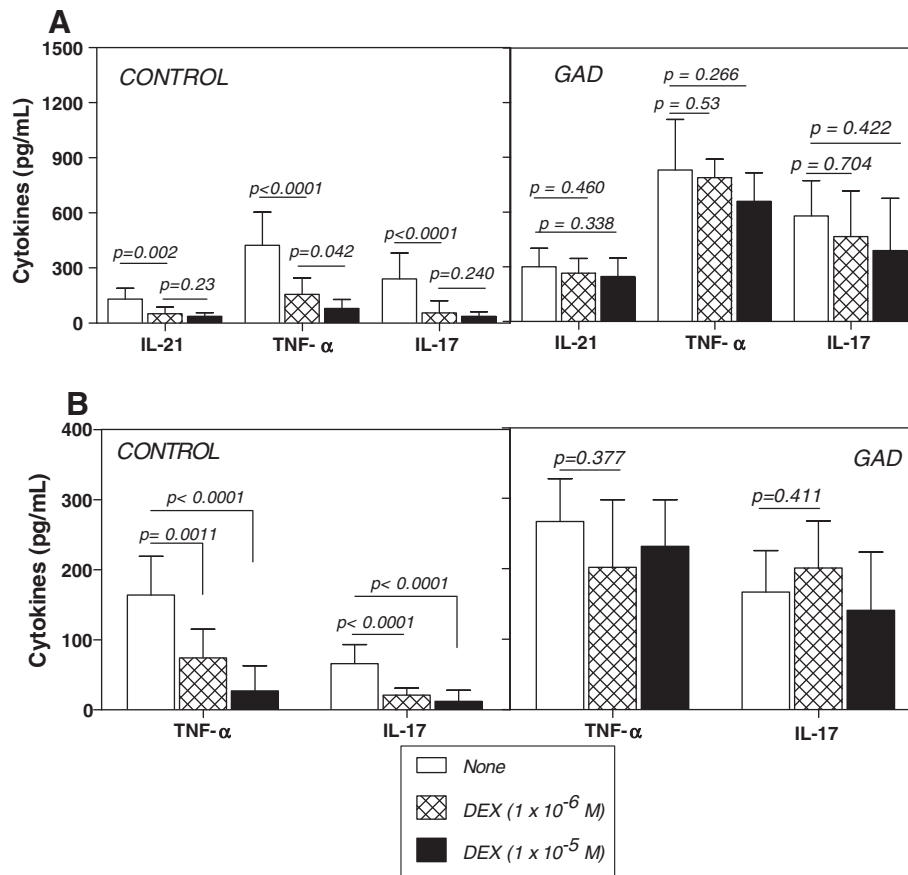 A
Cytokines (pg/mL)
1500
1200
900
600
300
0
CONTROL
p=0.002
p=0.23
p<0.0001
p=0.042
p<0.0001
p=0.240
IL-21
TNF- α
IL-17
GAD
p = 0.460
p = 0.338
p = 0.266
p = 0.53
p = 0.422
p = 0.704
IL-21
TNF- α
IL-17
B
Cytokines (pg/mL)
400
300
200
100
0
CONTROL
p< 0.0001
p= 0.0011
p< 0.0001
p< 0.0001
TNF- α
IL-17
GAD
p=0.377
p=0.411
TNF- α
IL-17
None
DEX (1 x 10⁻⁶ M)
DEX (1 x 10⁻⁵ M)